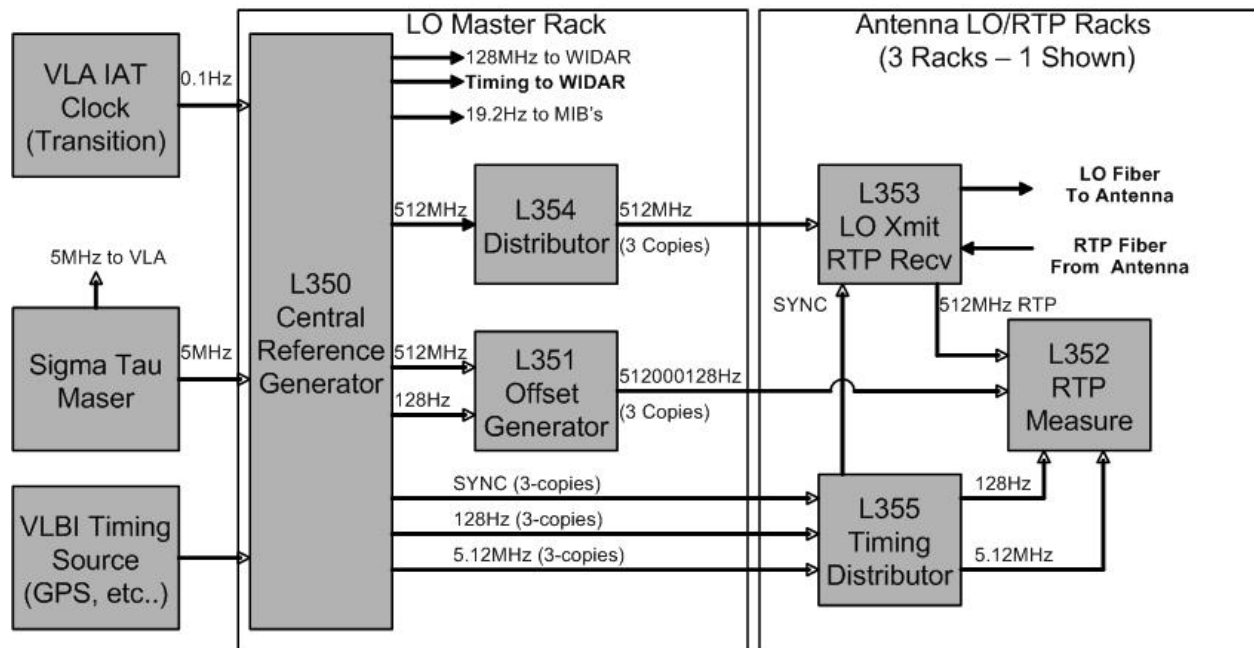 LO Master Rack
Antenna LO/RTP Racks
(3 Racks – 1 Shown)
VLA IAT
Clock
(Transition)
0.1Hz
128MHz to WIDAR
Timing to WIDAR
19.2Hz to MIB's
5MHz to VLA
Sigma Tau
Maser
5MHz
VLBI Timing
Source
(GPS, etc..)
L350
Central
Reference
Generator
512MHz
L354
Distributor
512MHz
(3 Copies)
512MHz
128Hz
L351
Offset
Generator
512000128Hz
(3 Copies)
SYNC (3-copies)
128Hz (3-copies)
5.12MHz (3-copies)
L353
LO Xmit
RTP Recv
LO Fiber
To Antenna
RTP Fiber
From Antenna
SYNC
512MHz RTP
L352
RTP
Measure
L355
Timing
Distributor
128Hz
5.12MHz